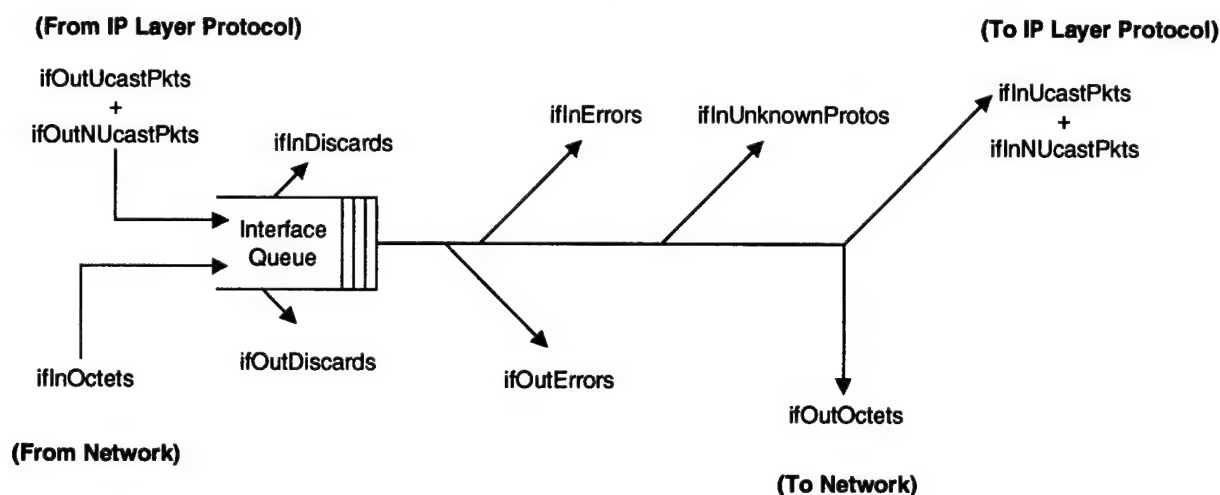 (From IP Layer Protocol)
(To IP Layer Protocol)
ifOutUcastPkts
+
ifOutNUcastPkts
ifInDiscards
ifInErrors
ifInUnknownProtos
ifInUcastPkts
+
ifInNUcastPkts
Interface
Queue
ifInOctets
ifOutDiscards
ifOutErrors
ifOutOctets
(From Network)
(To Network)